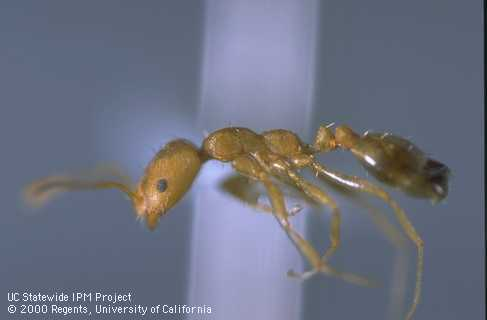 UC Statewide IPM Project
© 2000 Regents, University of California